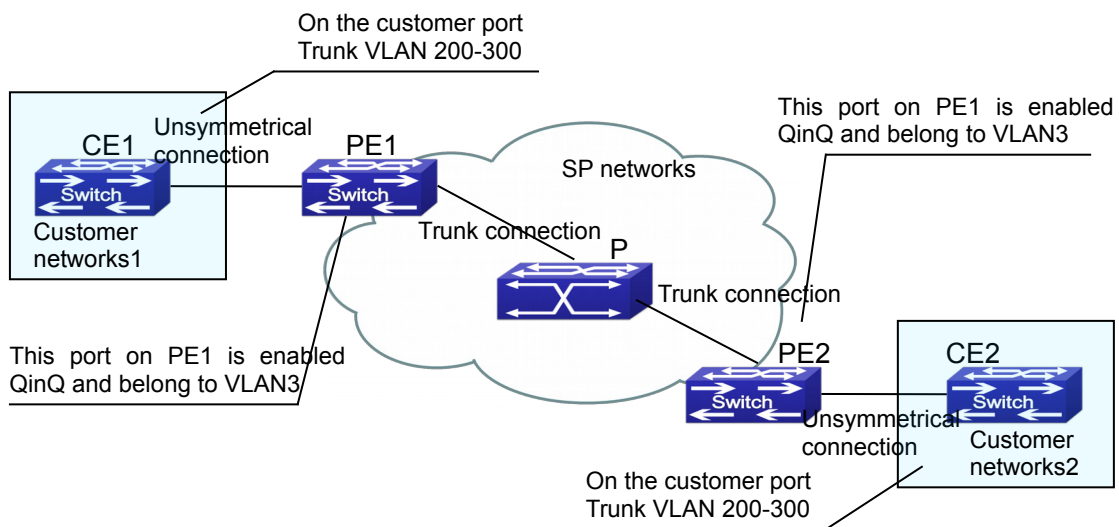 On the customer port
Trunk VLAN 200-300
Unsymmetrical
connection
CE1
Switch
Customer
networks1
PE1
Switch
SP networks
This port on PE1 is enabled
QinQ and belong to VLAN3
Trunk connection
P
Trunk connection
This port on PE1 is enabled
QinQ and belong to VLAN3
PE2
Switch
CE2
Switch
Unsymmetrical
connection
Customer
networks2
On the customer port
Trunk VLAN 200-300